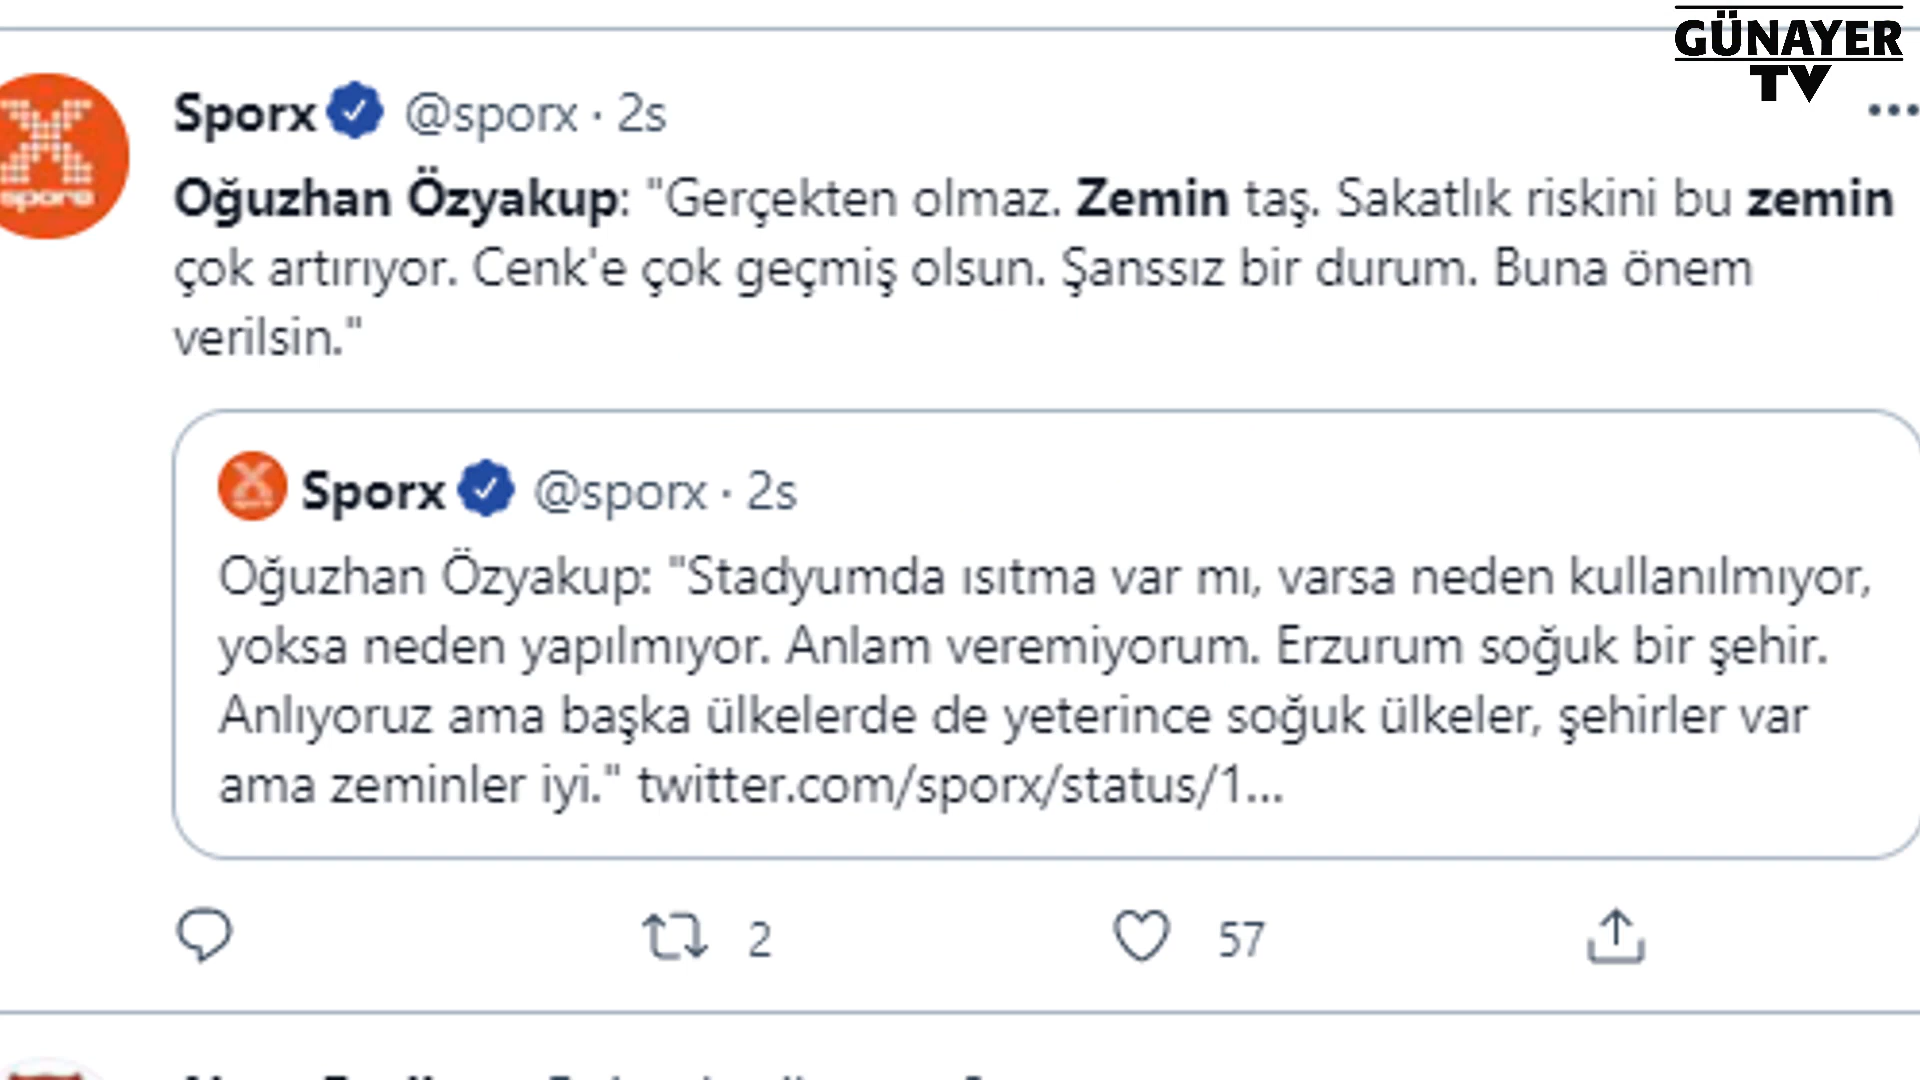 GÜNAYER
TV
Sporx @sporx · 2s
Oğuzhan Özyakup: "Gerçekten olmaz. Zemin taş. Sakatlık riskini bu zemin
çok artırıyor. Cenk'e çok geçmiş olsun. Şanssız bir durum. Buna önem
verilsin."
Sporx @sporx · 2s
Oğuzhan Özyakup: "Stadyumda ısıtma var mı, varsa neden kullanılmıyor,
yoksa neden yapılmıyor. Anlam veremiyorum. Erzurum soğuk bir şehir.
Anlıyoruz ama başka ülkelerde de yeterince soğuk ülkeler, şehirler var
ama zeminler iyi." twitter.com/sporx/status/1...
2 57